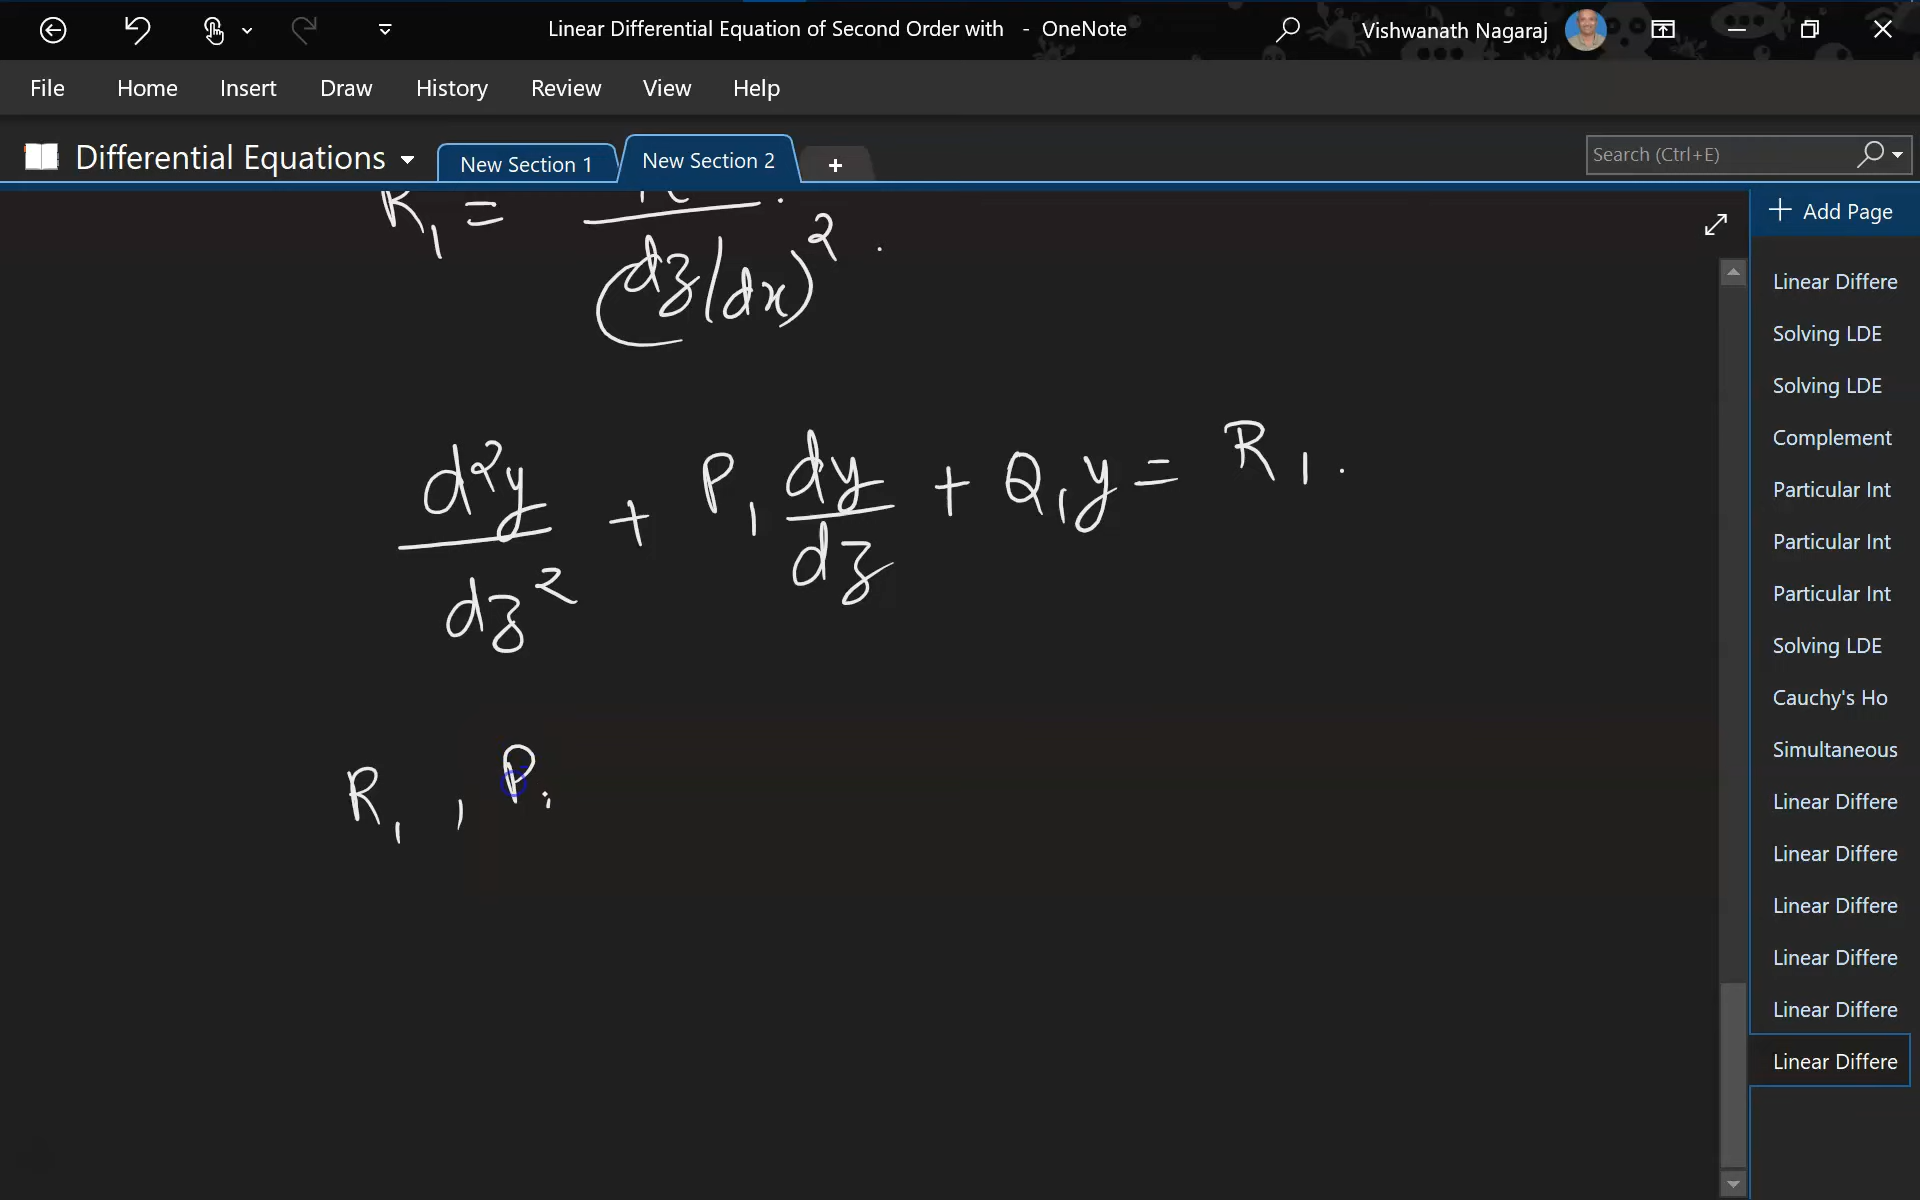 Linear Differential Equation of Second Order with - OneNote
Vishwanath Nagaraj
File Home Insert Draw History Review View Help
Differential Equations New Section 1 New Section 2 +
Search (Ctrl+E)
Add Page
R₁ = R / (dz/dx)² .
d²y/dz² + P₁ dy/dz + Q₁y = R₁ .
R₁ , P₁
Linear Differe
Solving LDE
Solving LDE
Complement
Particular Int
Particular Int
Particular Int
Solving LDE
Cauchy's Ho
Simultaneous
Linear Differe
Linear Differe
Linear Differe
Linear Differe
Linear Differe
Linear Differe